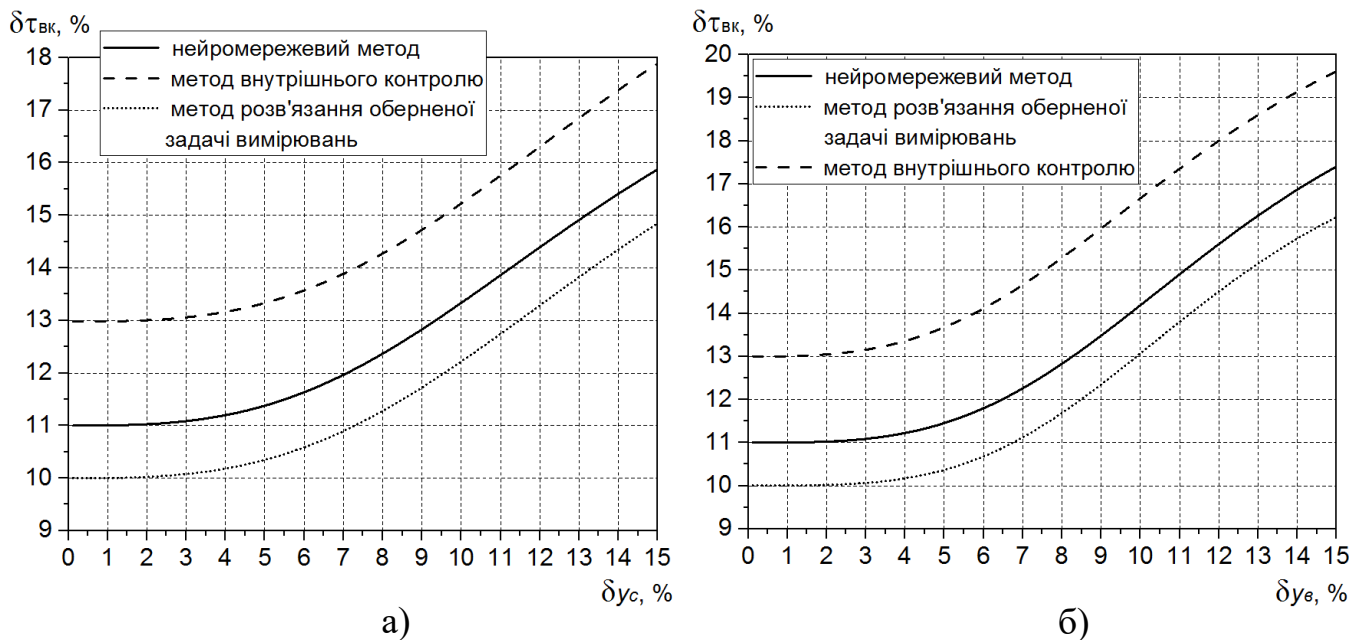 δτвк, %
нейромережевий метод
метод внутрішнього контролю
метод розв'язання оберненої
задачі вимірювань
18
17
16
15
14
13
12
11
10
9
0 1 2 3 4 5 6 7 8 9 10 11 12 13 14 15
δyс, %
а)
δτвк, %
нейромережевий метод
метод розв'язання оберненої
задачі вимірювань
метод внутрішнього контролю
20
19
18
17
16
15
14
13
12
11
10
9
0 1 2 3 4 5 6 7 8 9 10 11 12 13 14 15
δyв, %
б)